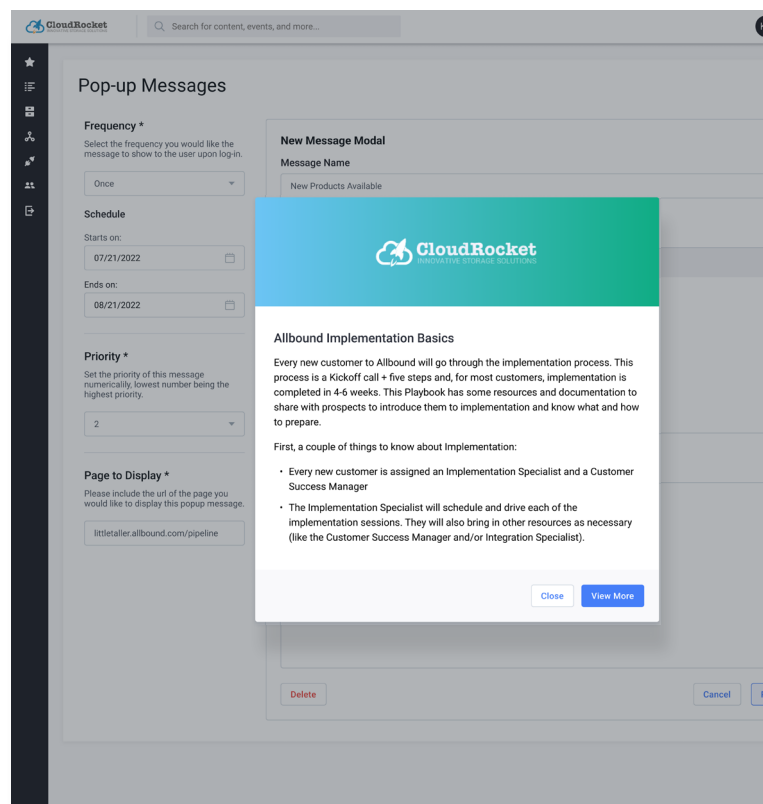 CloudRocket
INNOVATIVE STORAGE SOLUTIONS
Search for content, events, and more...
Pop-up Messages
Frequency *
Select the frequency you would like the
message to show to the user upon log-in.
Once
Schedule
Starts on:
07/21/2022
Ends on:
08/21/2022
Priority *
Set the priority of this message
numerically, lowest number being the
highest priority.
2
Page to Display *
Please include the url of the page you
would like to display this popup message.
littletaller.allbound.com/pipeline
New Message Modal
Message Name
New Products Available
CloudRocket
INNOVATIVE STORAGE SOLUTIONS
Allbound Implementation Basics
Every new customer to Allbound will go through the implementation process. This
process is a Kickoff call + five steps and, for most customers, implementation is
completed in 4-6 weeks. This Playbook has some resources and documentation to
share with prospects to introduce them to implementation and know what and how
to prepare.
First, a couple of things to know about Implementation:
• Every new customer is assigned an Implementation Specialist and a Customer
Success Manager
• The Implementation Specialist will schedule and drive each of the
implementation sessions. They will also bring in other resources as necessary
(like the Customer Success Manager and/or Integration Specialist).
Close
View More
Delete
Cancel